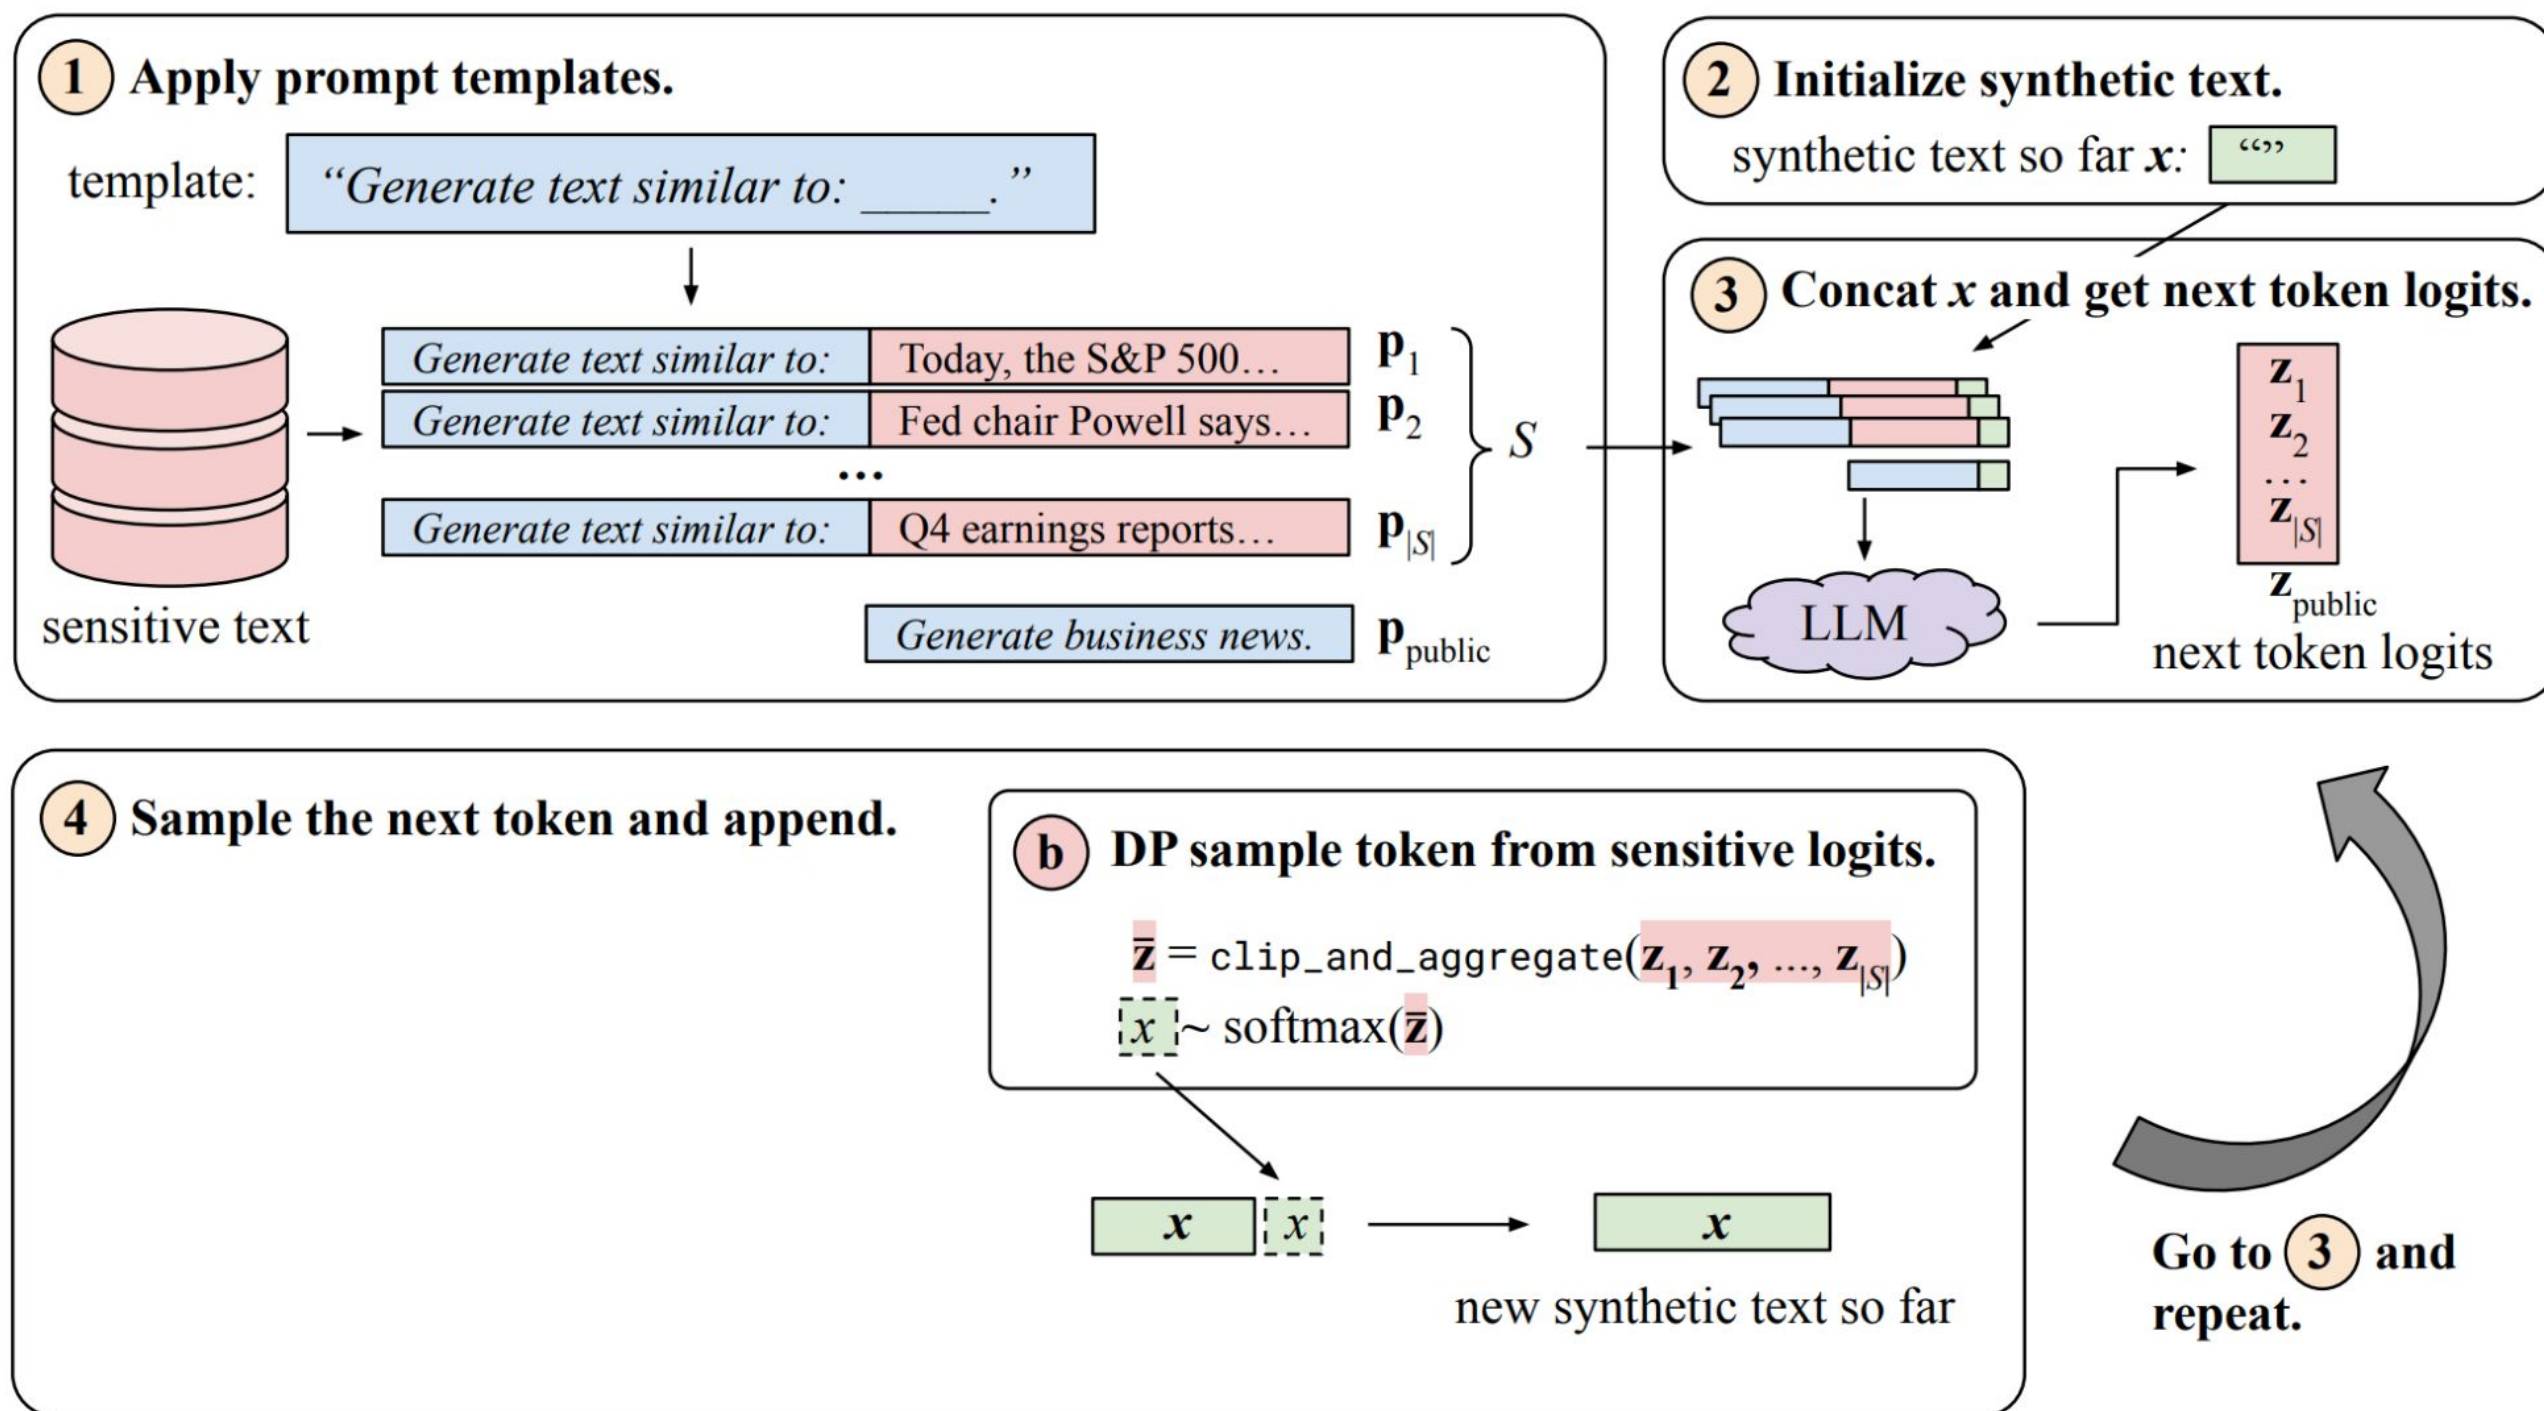 1 Apply prompt templates.
template: “Generate text similar to: _____.”
Generate text similar to: Today, the S&P 500… p1
Generate text similar to: Fed chair Powell says… p2
...
Generate text similar to: Q4 earnings reports… p|S|
S
sensitive text
Generate business news. ppublic
2 Initialize synthetic text.
synthetic text so far x: “”
3 Concat x and get next token logits.
z1
z2
...
z|S|
zpublic
LLM
next token logits
4 Sample the next token and append.
b DP sample token from sensitive logits.
z̄ = clip_and_aggregate(z1, z2, ..., z|S|)
x ~ softmax(z̄)
x x x
new synthetic text so far
Go to 3 and
repeat.